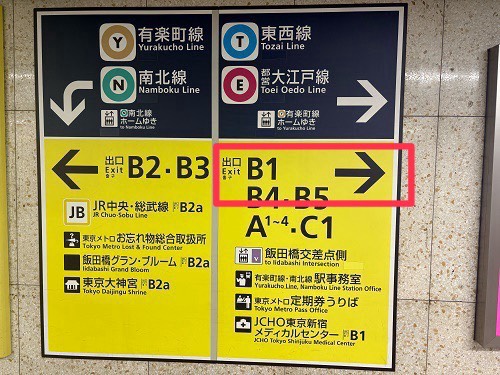 Y 有楽町線
Yurakucho Line
N 南北線
Namboku Line
南北線
ホームゆき
to Namboku Line
T 東西線
Tozai Line
E 都営大江戸線
Toei Oedo Line
有楽町線
ホームゆき
to Yurakucho Line
出口 B2・B3
Exit
JB JR中央・総武線 B2a
JR Chuo-Sobu Line
東京メトロ お忘れ物総合取扱所
Tokyo Metro Lost & Found Center
飯田橋グラン・ブルーム B2a
Iidabashi Grand Bloom
東京大神宮 B2a
Tokyo Daijingu Shrine
出口 B1
Exit
B4・B5
A1~4・C1
飯田橋交差点側
to Iidabashi Intersection
有楽町線・南北線 駅事務室
Yurakucho Line, Namboku Line Station Office
東京メトロ 定期券うりば
Tokyo Metro Pass Office
JCHO東京新宿
メディカルセンター B1
JCHO Tokyo Shinjuku Medical Center